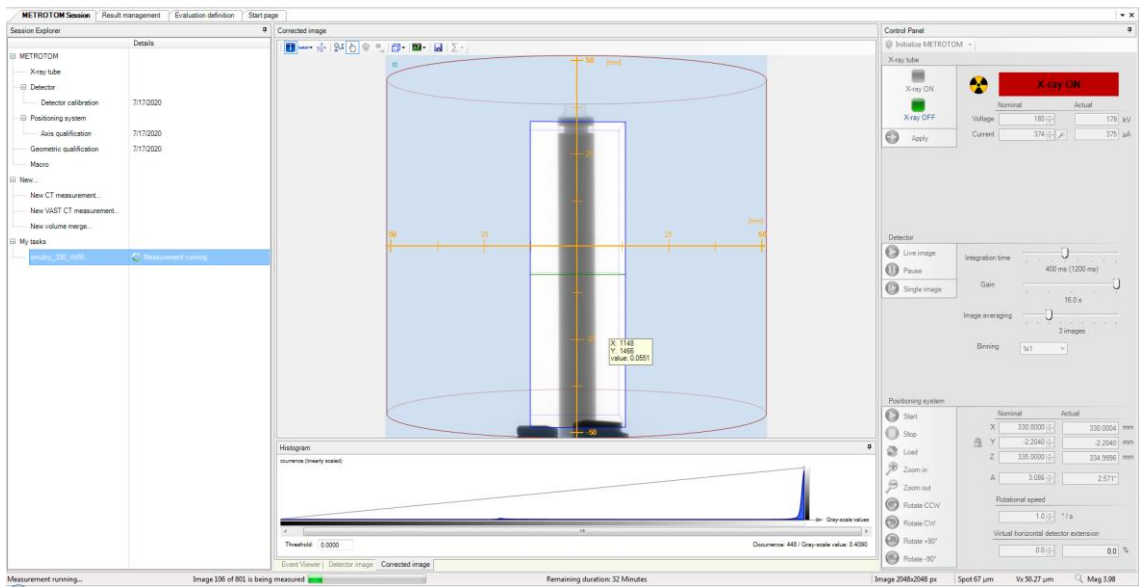 METROTOM Session
Result management
Evaluation definition
Start page
Session Explorer
Details
METROTOM
X-ray tube
Detector
Detector calibration 7/17/2020
Positioning system
Axis qualification 7/17/2020
Geometric qualification 7/17/2020
Macro
New...
New CT measurement...
New VAST CT measurement...
New volume merge...
My tasks
Measurement running...
Corrected image
50 [mm]
25
[mm]
50 -25 25 50
X: 1148
Y: 1466
value: 0.0551
-50
Histogram
Gray-scale values
Threshold: 0.0000
Occurrence: 448 / Gray-scale value: 0.4090
Event Viewer
Detector image
Corrected image
Control Panel
Initialize METROTOM
X-ray tube
X-ray ON
X-ray ON
X-ray OFF
Apply
Nominal Actual
Voltage 180 179 kV
Current 374 375 µA
Detector
Live image
Pause
Single image
Integration time
400 ms (1200 ms)
Gain
16.0 x
Image averaging
3 images
Binning 1x1
Positioning system
Start
Stop
Load
Zoom in
Zoom out
Rotate CCW
Rotate CW
Rotate +90°
Rotate -90°
Nominal Actual
X 330.0000 330.0004 mm
Y -2.2040 -2.2040 mm
Z 335.0000 334.9996 mm
A 3.086 2.571°
Rotational speed
1.0 °/s
Virtual horizontal detector extension
0.0 0.0 %
Measurement running...
Image 106 of 801 is being measured
Remaining duration: 32 Minutes
Image 2048x2048 px
Spot 67 µm
Vx 50.27 µm
Mag 3.98